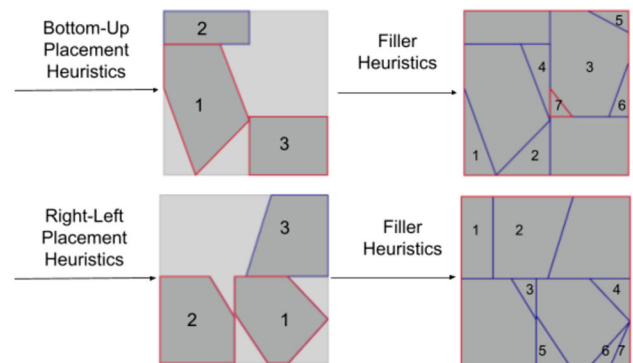 Bottom-Up
Placement
Heuristics
2
1
3
Filler
Heuristics
5
4
3
7
6
1
2
Right-Left
Placement
Heuristics
3
2
1
Filler
Heuristics
1
2
3
4
5
6
7